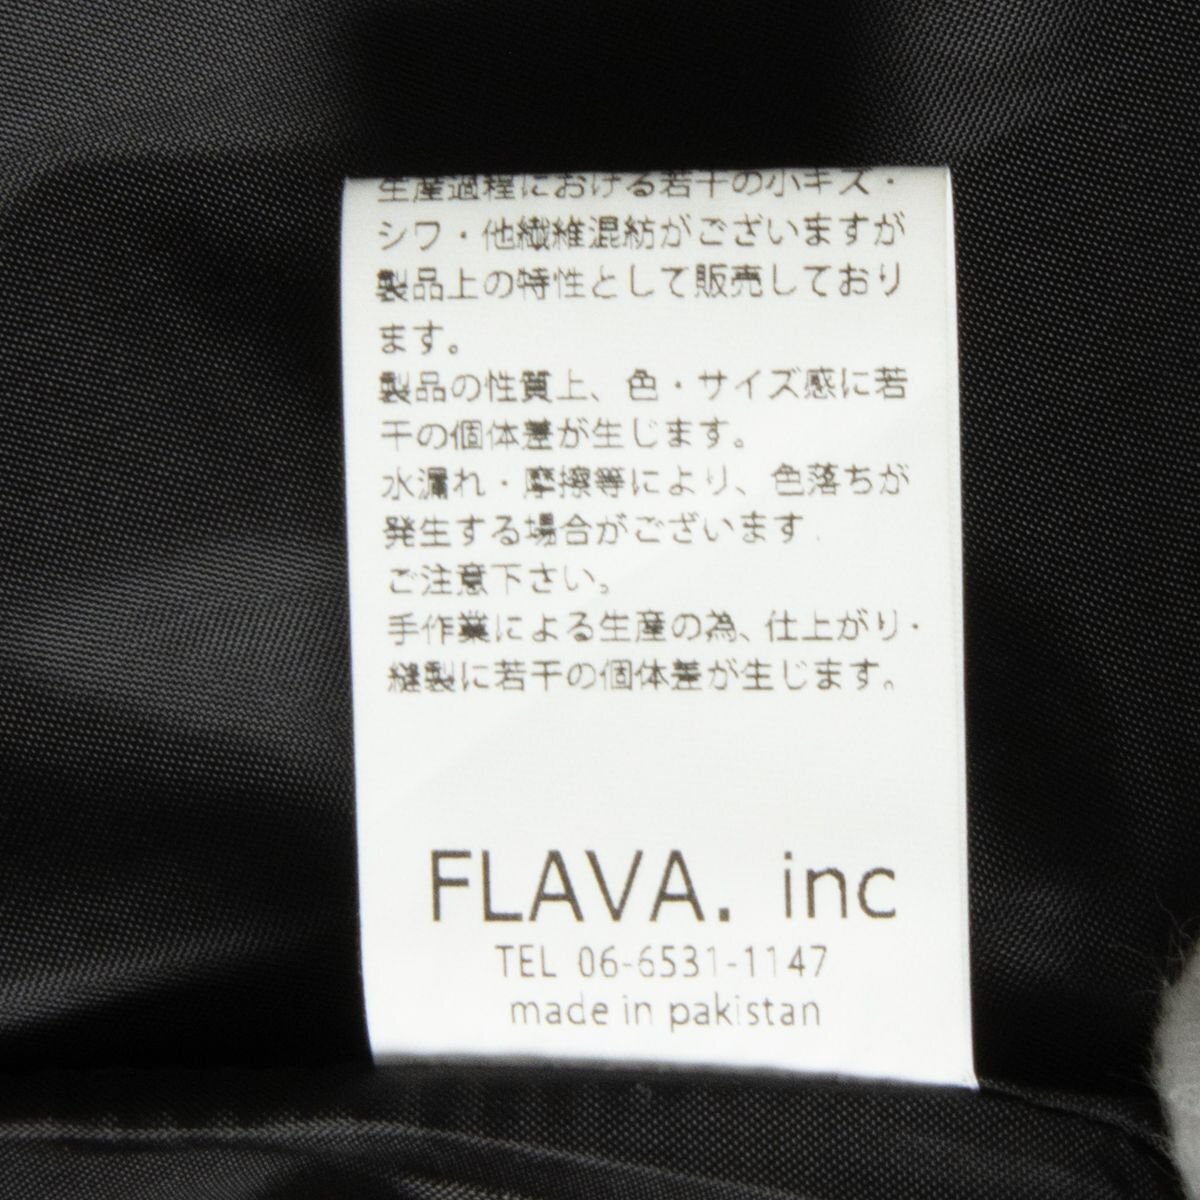 生産過程における若干の小キズ・
シワ・他繊維混紡がございますが
製品上の特性として販売しており
ます。
製品の性質上、色・サイズ感に若
干の個体差が生じます。
水漏れ・摩擦等により、色落ちが
発生する場合がございます.
ご注意下さい。
手作業による生産の為、仕上がり・
縫製に若干の個体差が生じます。
FLAVA. inc
TEL 06-6531-1147
made in pakistan